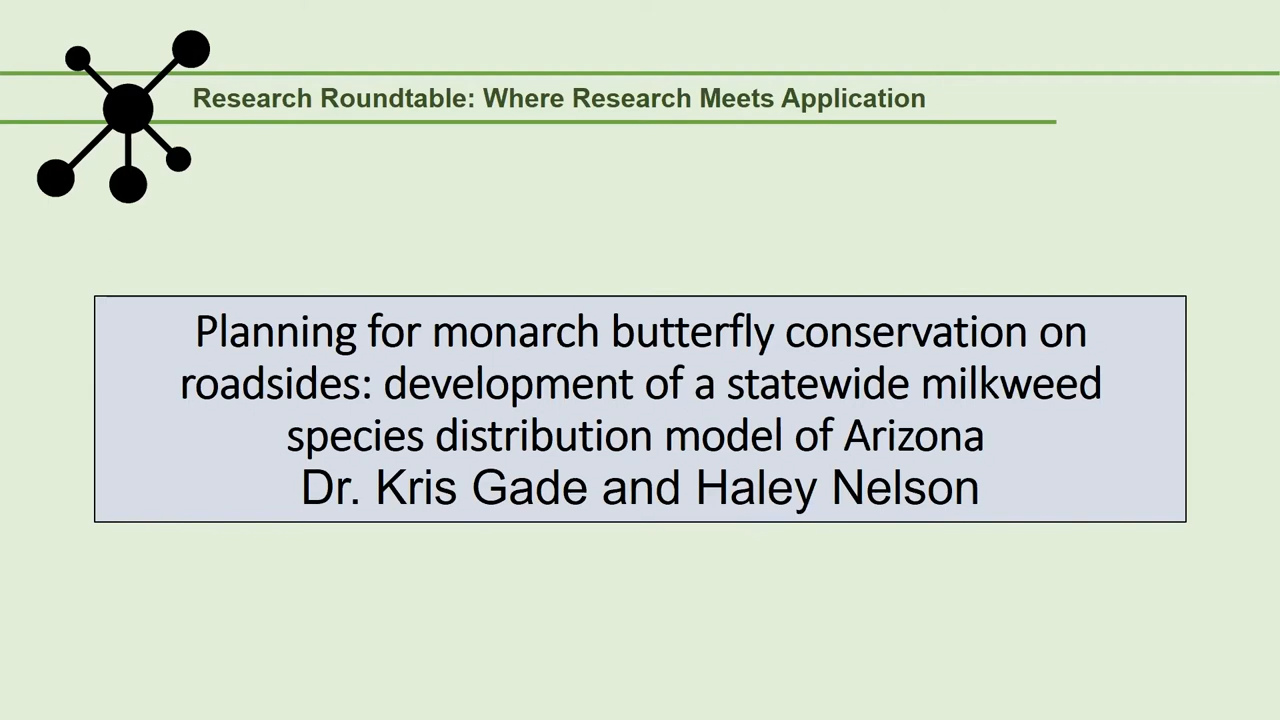 Research Roundtable: Where Research Meets Application
Planning for monarch butterfly conservation on
roadsides: development of a statewide milkweed
species distribution model of Arizona
Dr. Kris Gade and Haley Nelson